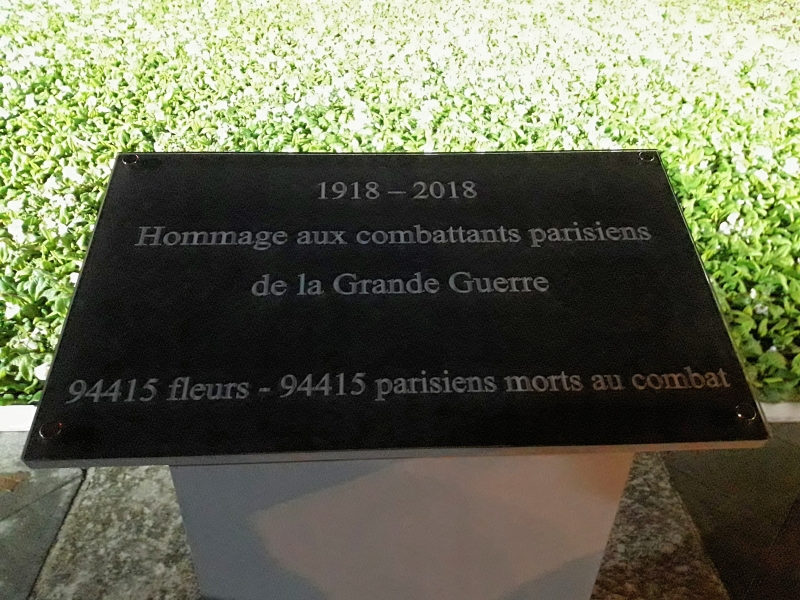 1918 – 2018
Hommage aux combattants parisiens
de la Grande Guerre
94415 fleurs - 94415 parisiens morts au combat